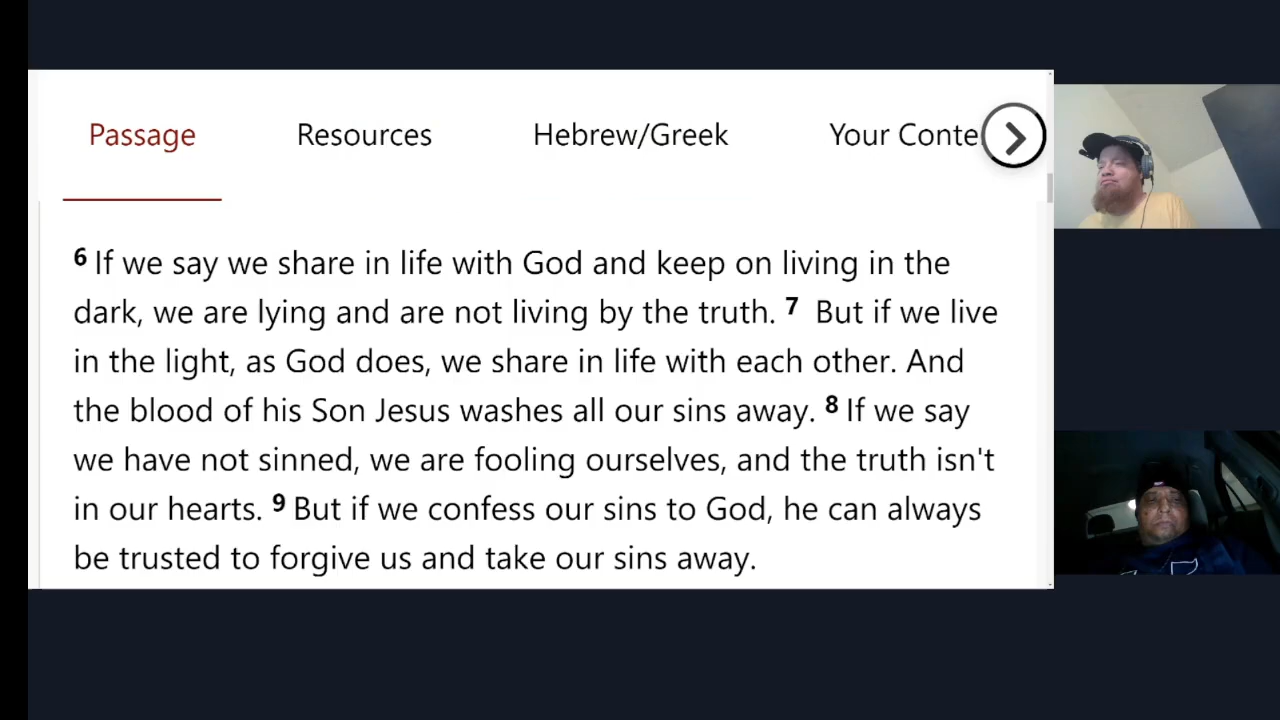 Passage Resources Hebrew/Greek Your Conte
6 If we say we share in life with God and keep on living in the
dark, we are lying and are not living by the truth. 7 But if we live
in the light, as God does, we share in life with each other. And
the blood of his Son Jesus washes all our sins away. 8 If we say
we have not sinned, we are fooling ourselves, and the truth isn't
in our hearts. 9 But if we confess our sins to God, he can always
be trusted to forgive us and take our sins away.